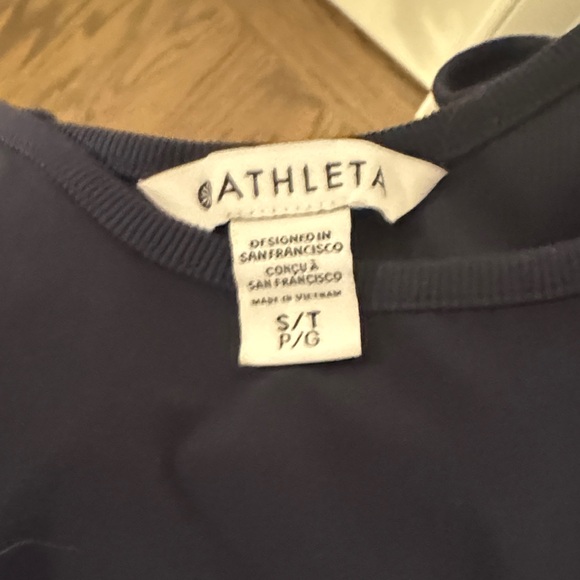 ATHLETA
DESIGNED IN
SAN FRANCISCO
CONÇU À
SAN FRANCISCO
MADE IN VIETNAM
S/T
P/G